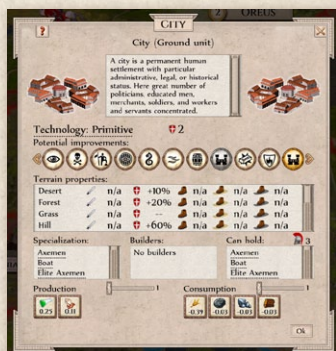 2 OREUS
CITY
?
City (Ground unit)
A city is a permanent human
settlement with particular
administrative, legal, or historical
status. Here great number of
politicians, educated men,
merchants, soldiers, and workers
and servants concentrated.
Technology: Primitive 2
Potential improvements:
Terrain properties:
Desert n/a +10% n/a n/a n/a
Forest n/a +20% n/a n/a n/a
Grass n/a -- n/a n/a n/a
Hill n/a +60% n/a n/a n/a
Specialization: Builders: Can hold: 3
Axemen No builders Axemen
Boat Boat
Elite Axemen Elite Axemen
Production 1 Consumption 1
0.25 0.11 -0.39 -0.03 -0.03 -0.03
Ok